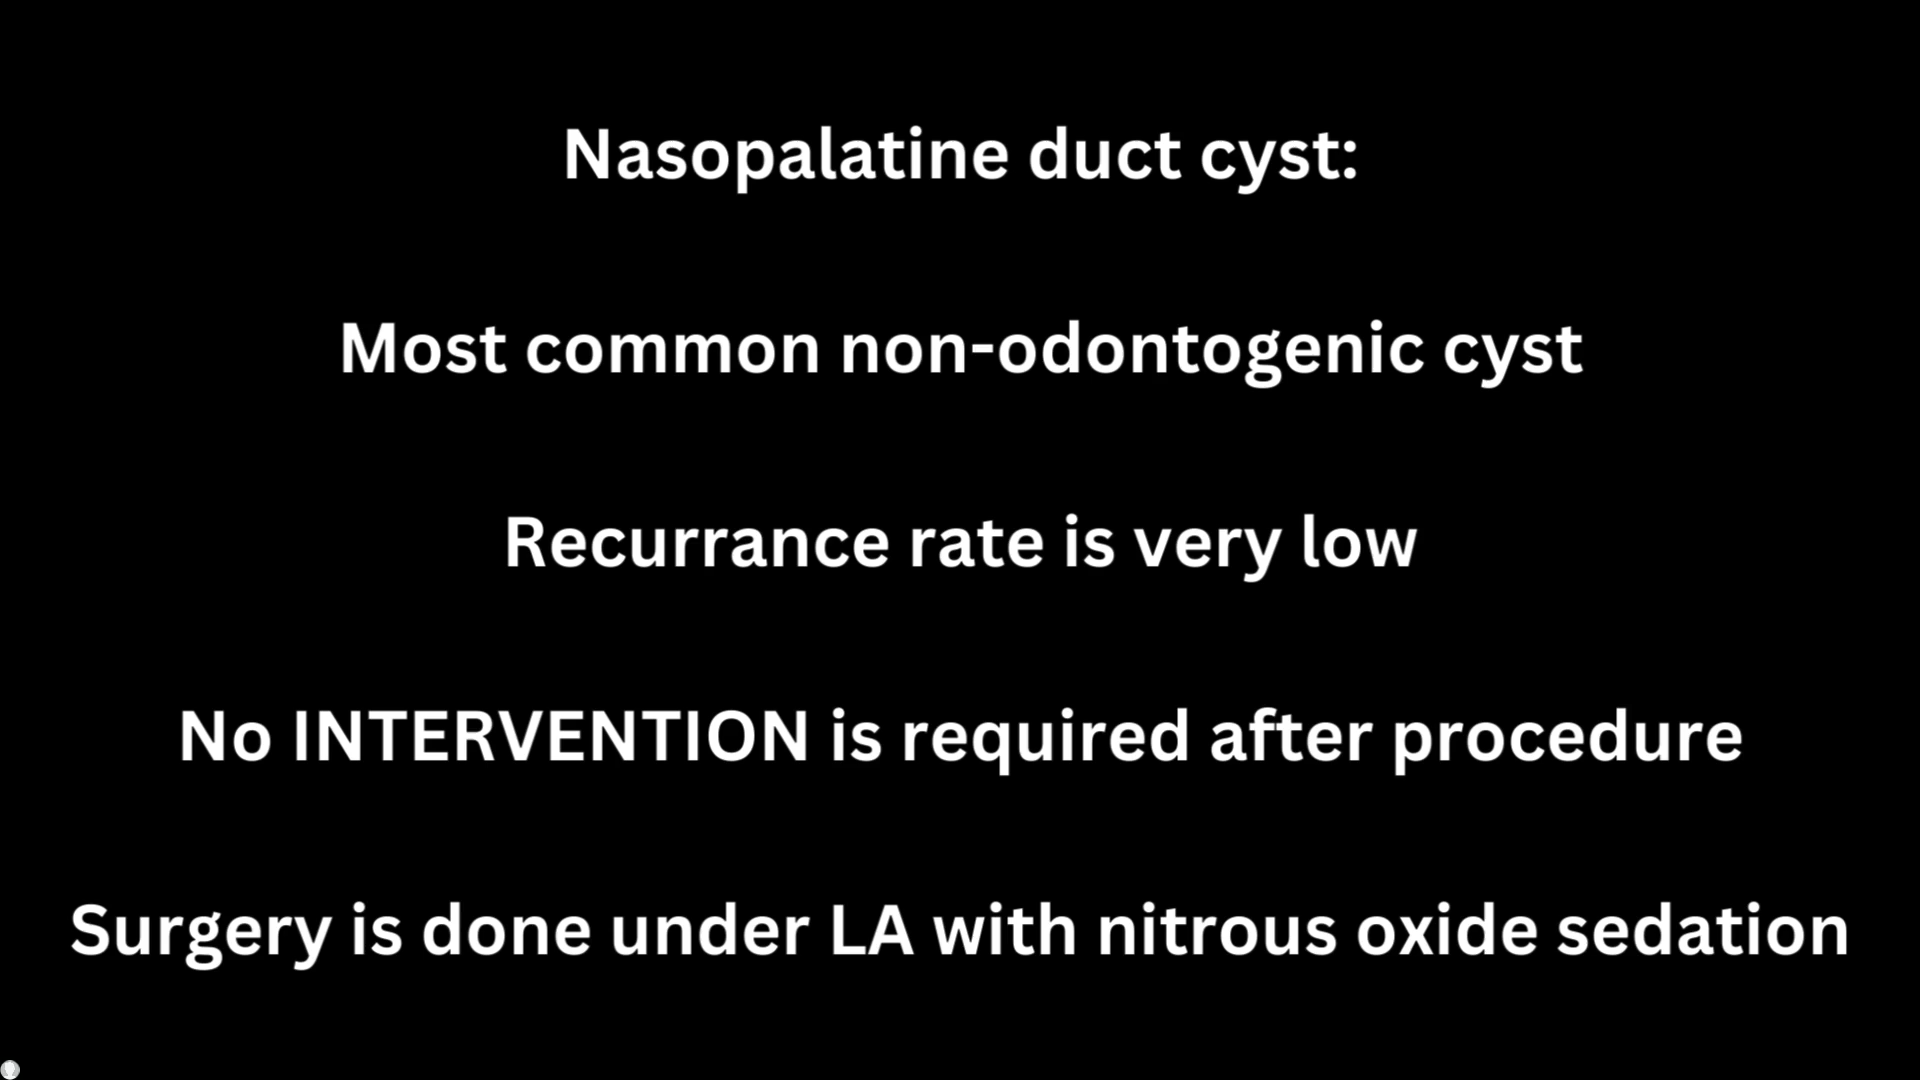 Nasopalatine duct cyst:
Most common non-odontogenic cyst
Recurrance rate is very low
No INTERVENTION is required after procedure
Surgery is done under LA with nitrous oxide sedation